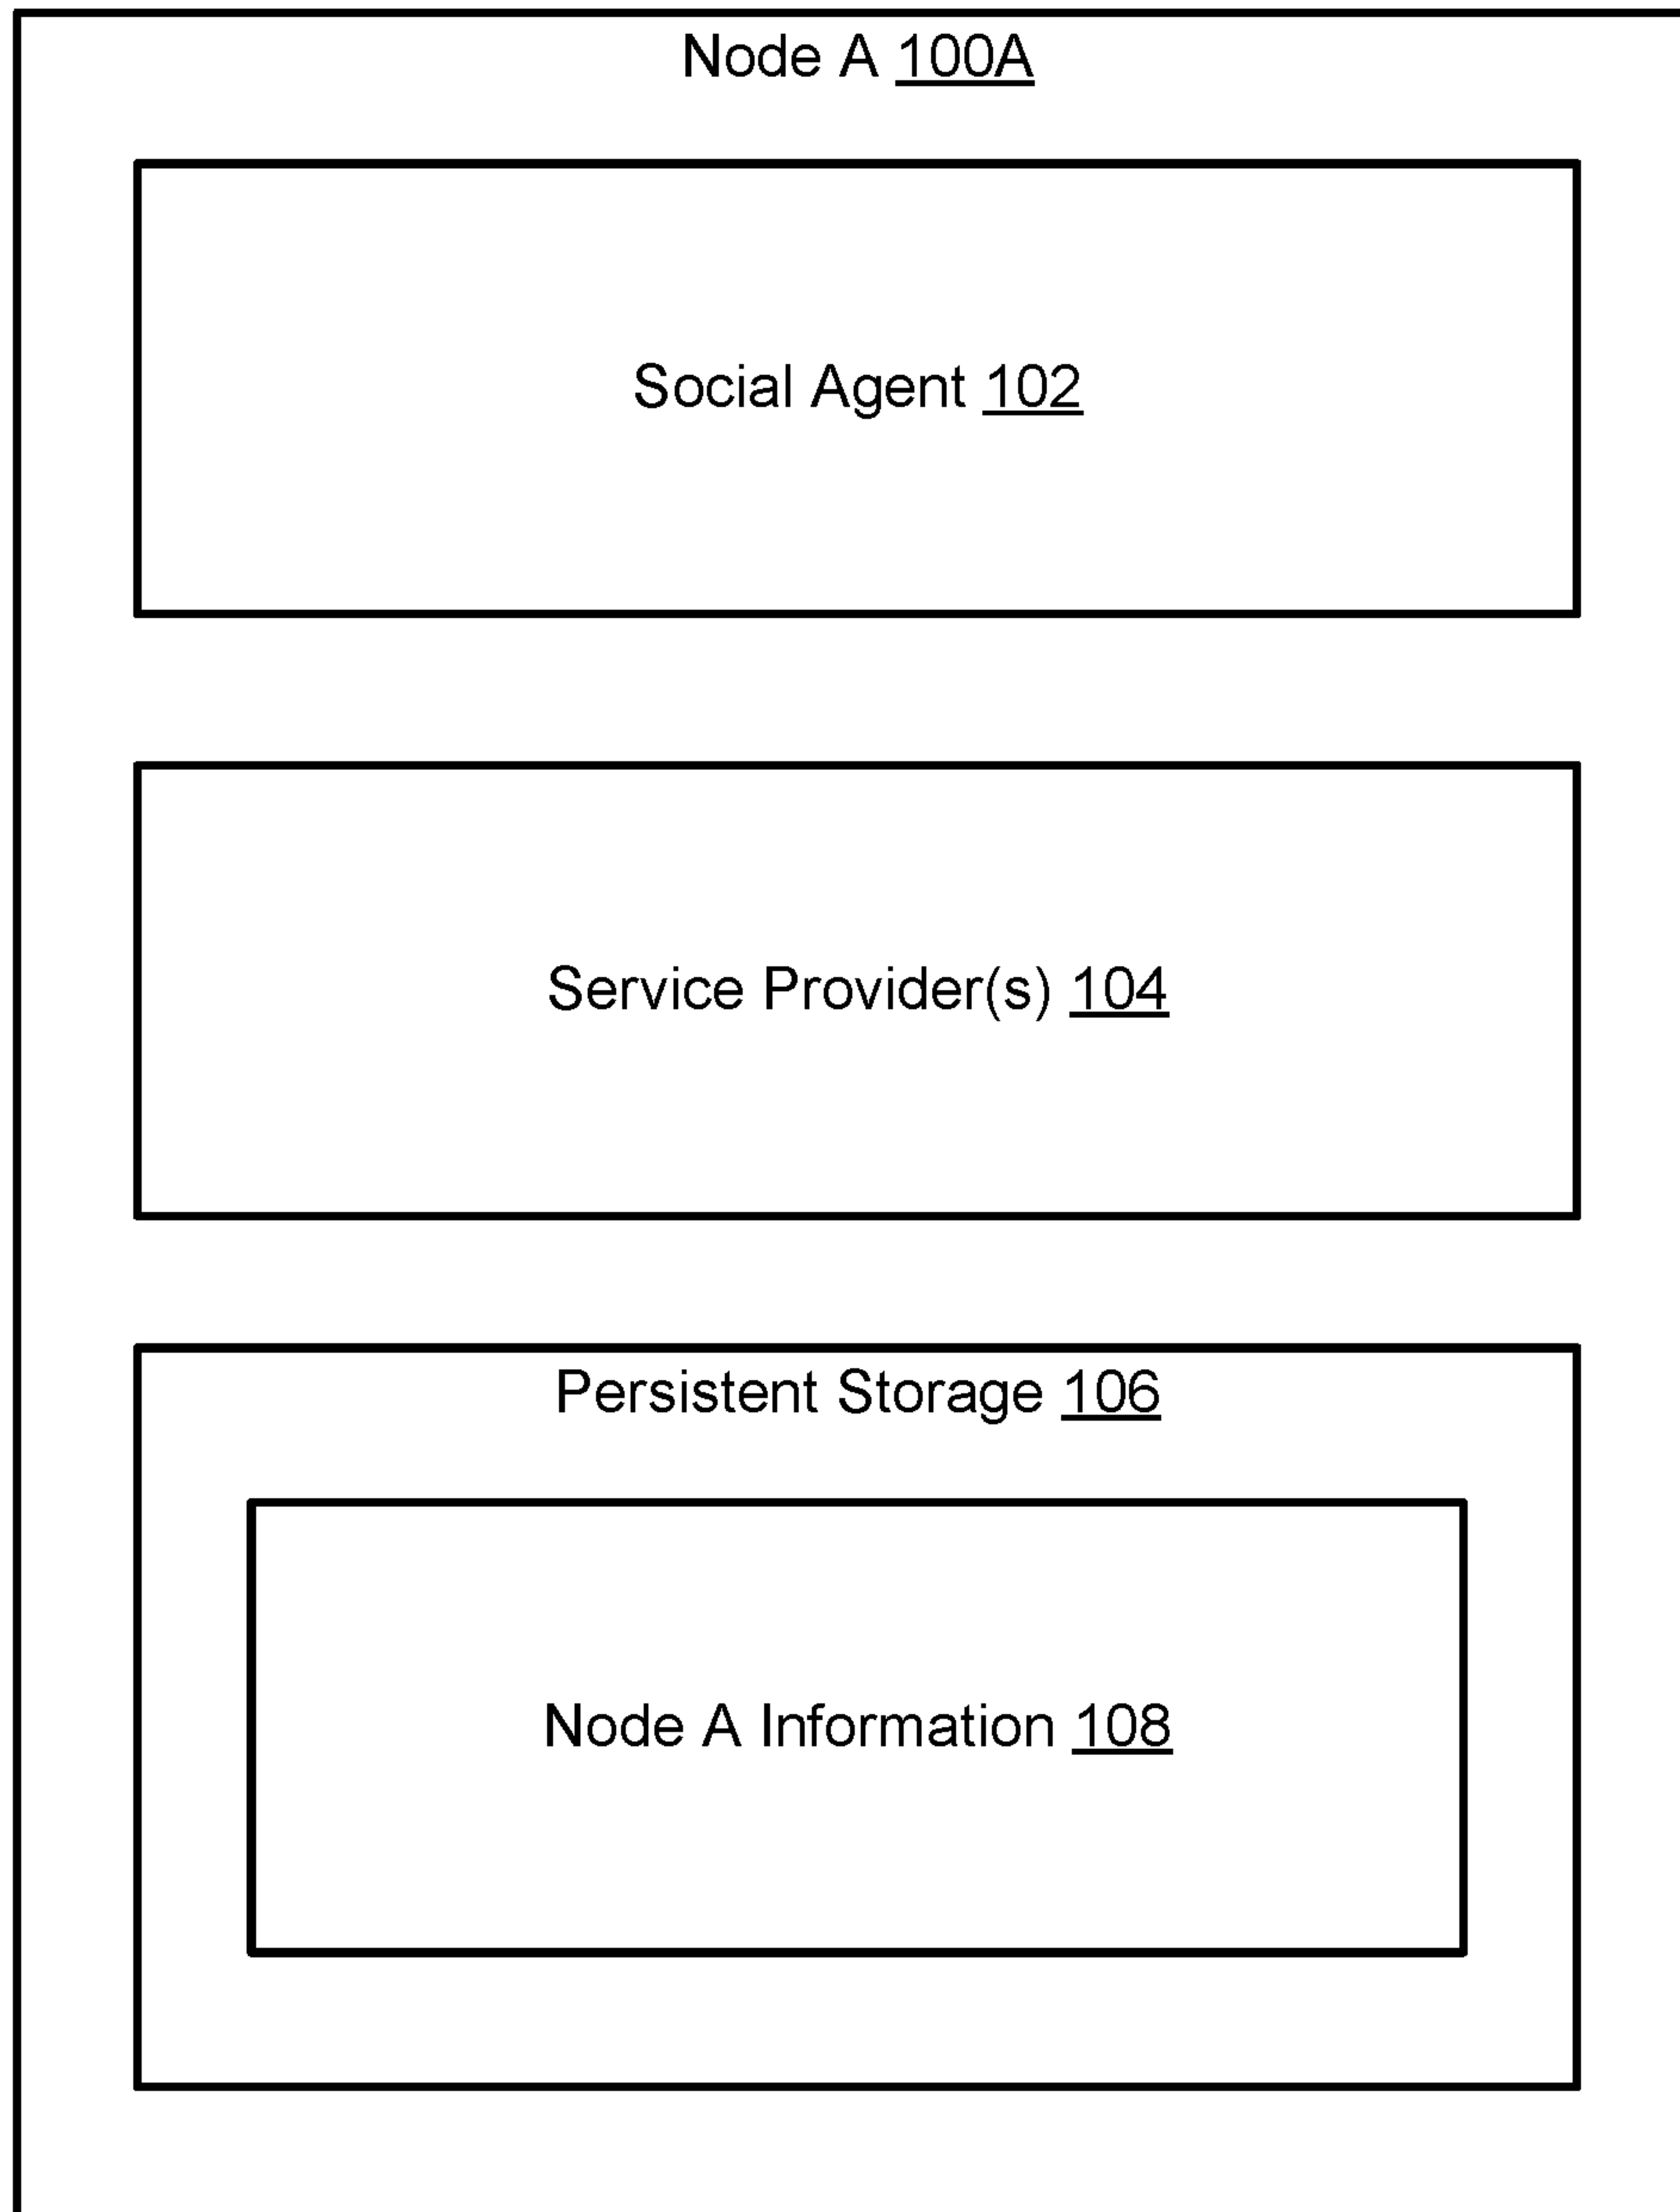 Node A 100A
Social Agent 102
Service Provider(s) 104
Persistent Storage 106
Node A Information 108